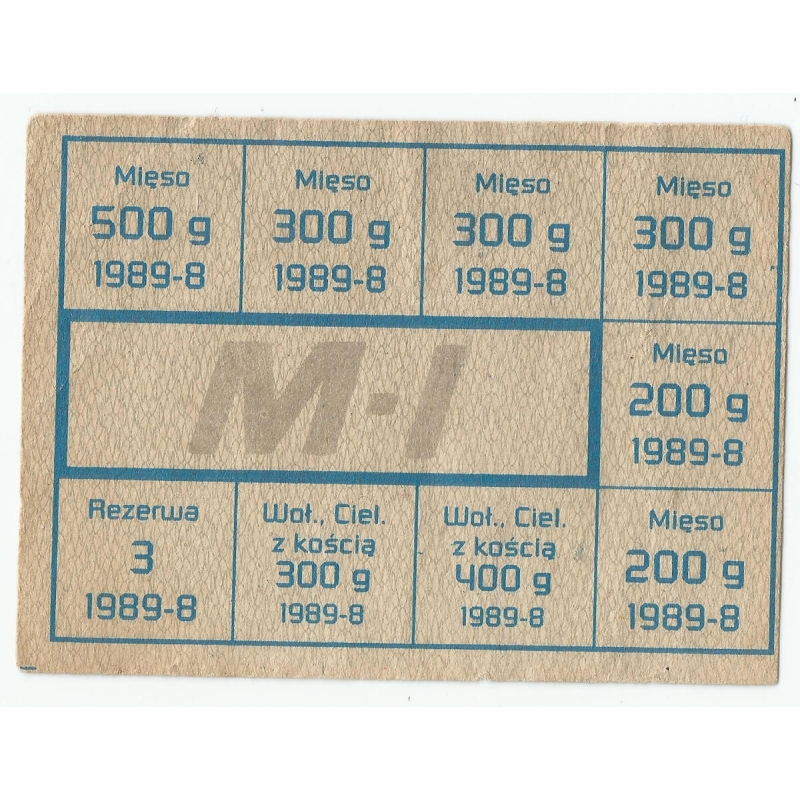 Mięso
500 g
1989-8
Mięso
300 g
1989-8
Mięso
300 g
1989-8
Mięso
300 g
1989-8
M-I
Mięso
200 g
1989-8
Rezerwa
3
1989-8
Woł., Ciel.
z kością
300 g
1989-8
Woł., Ciel.
z kością
400 g
1989-8
Mięso
200 g
1989-8